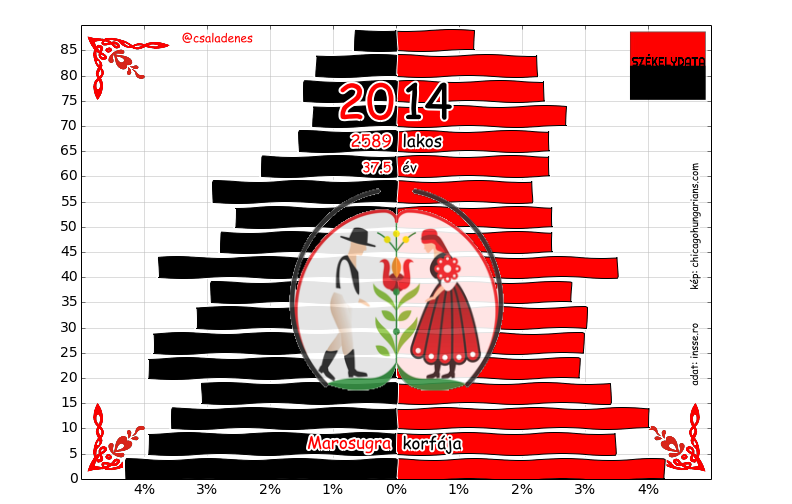 @csaladenes
SZÉKELYDATA
2014
2589 lakos
37.5 év
kép: chicagohungarians.com
adat: insse.ro
Marosugra korfája
85
80
75
70
65
60
55
50
45
40
35
30
25
20
15
10
5
0
4% 3% 2% 1% 0% 1% 2% 3% 4%